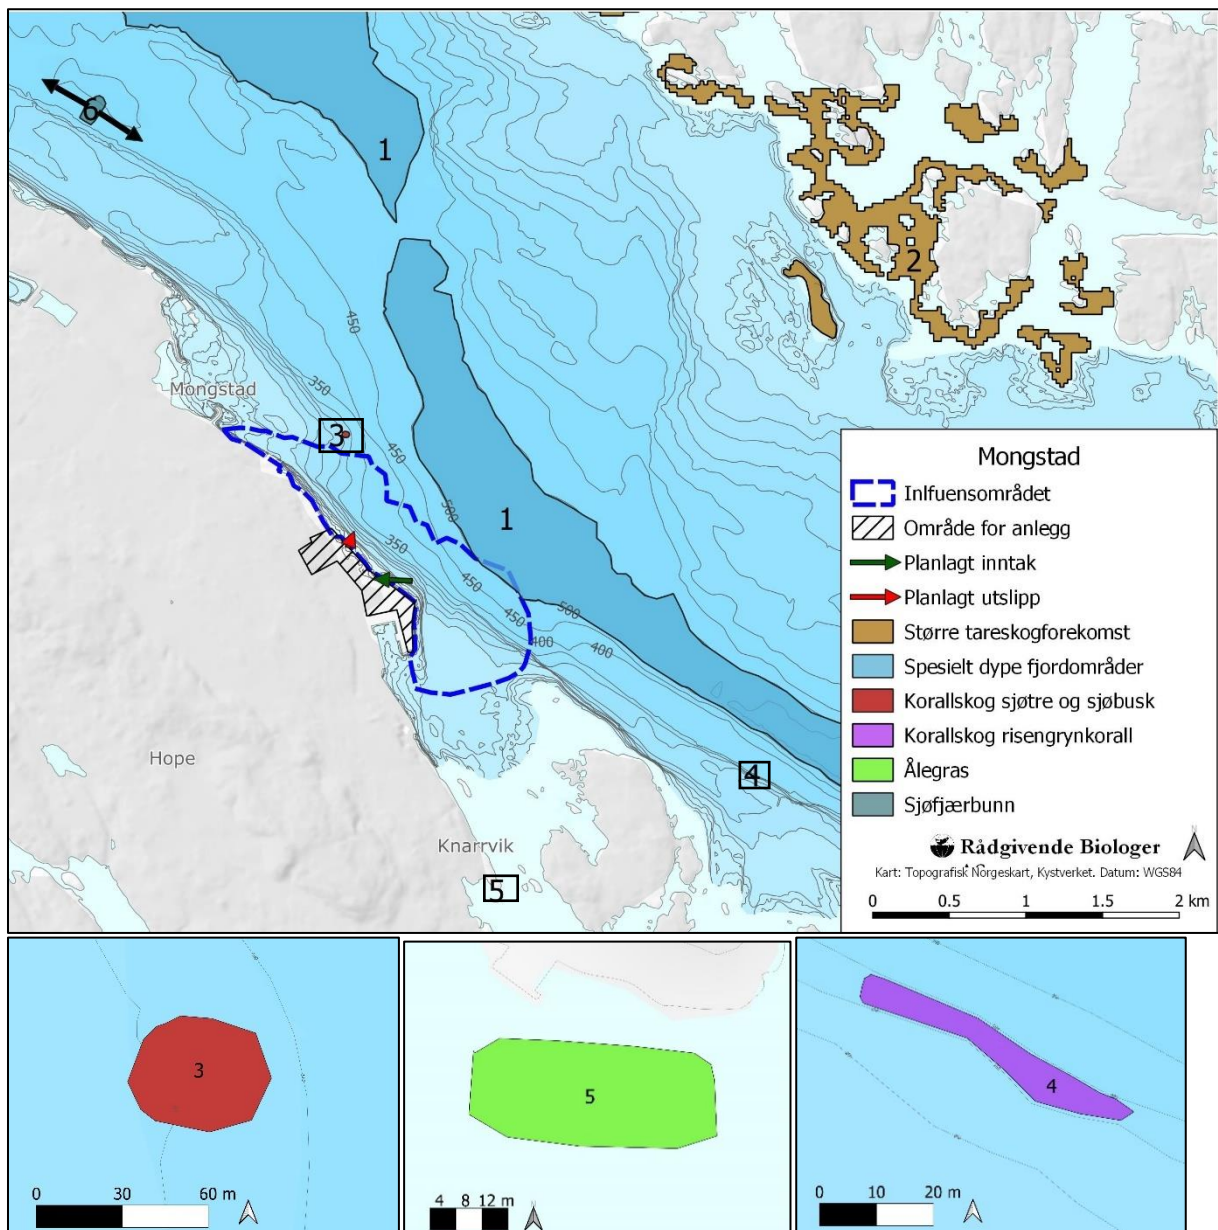 6
1
2
350
450
Mongstad
3
450
500
1
350
450
500
450
400
400
Hope
4
Knarrvik
5
Mongstad
Inlfuensområdet
Område for anlegg
Planlagt inntak
Planlagt utslipp
Større tareskogforekomst
Spesielt dype fjordområder
Korallskog sjøtre og sjøbusk
Korallskog risengrynkorall
Ålegras
Sjøfjærbunn
Rådgivende Biologer
Kart: Topografisk Norgeskart, Kystverket. Datum: WGS84
0 0.5 1 1.5 2 km
3
0 30 60 m
5
4 8 12 m
4
0 10 20 m